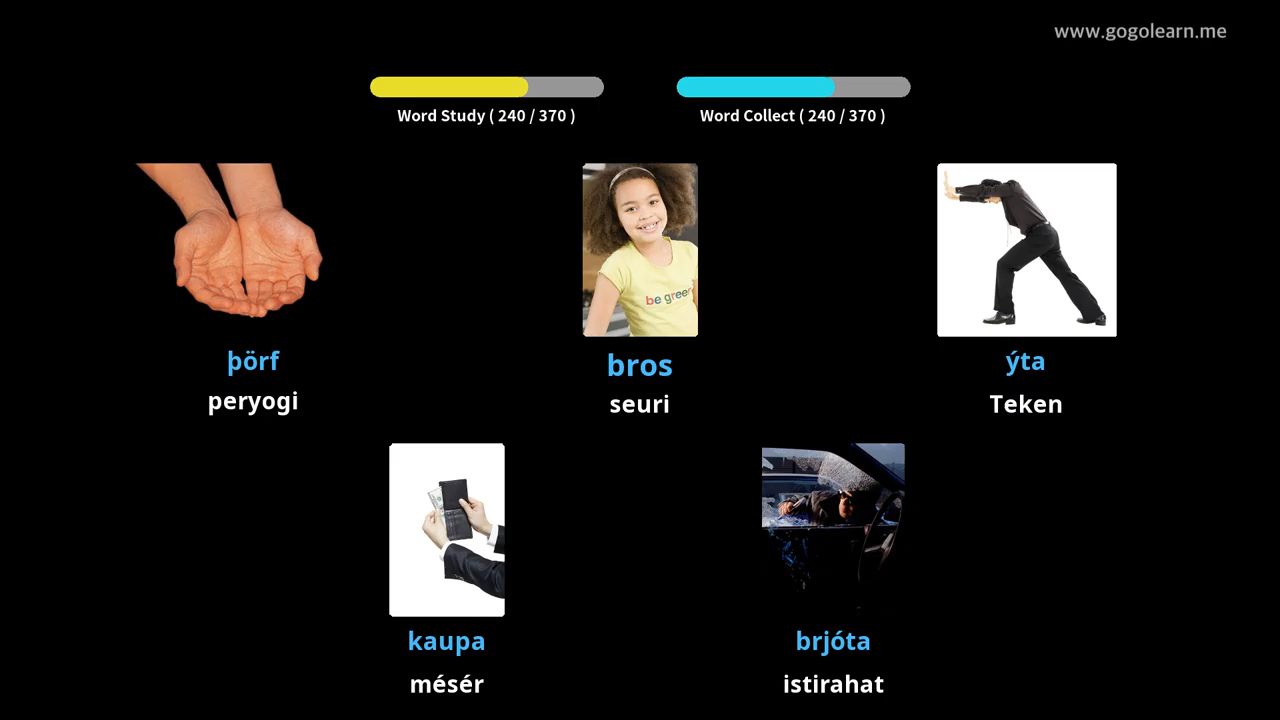 www.gogolearn.me
Word Study ( 240 / 370 )
Word Collect ( 240 / 370 )
be green
þörf
peryogi
bros
seuri
ýta
Teken
kaupa
mésér
brjóta
istirahat